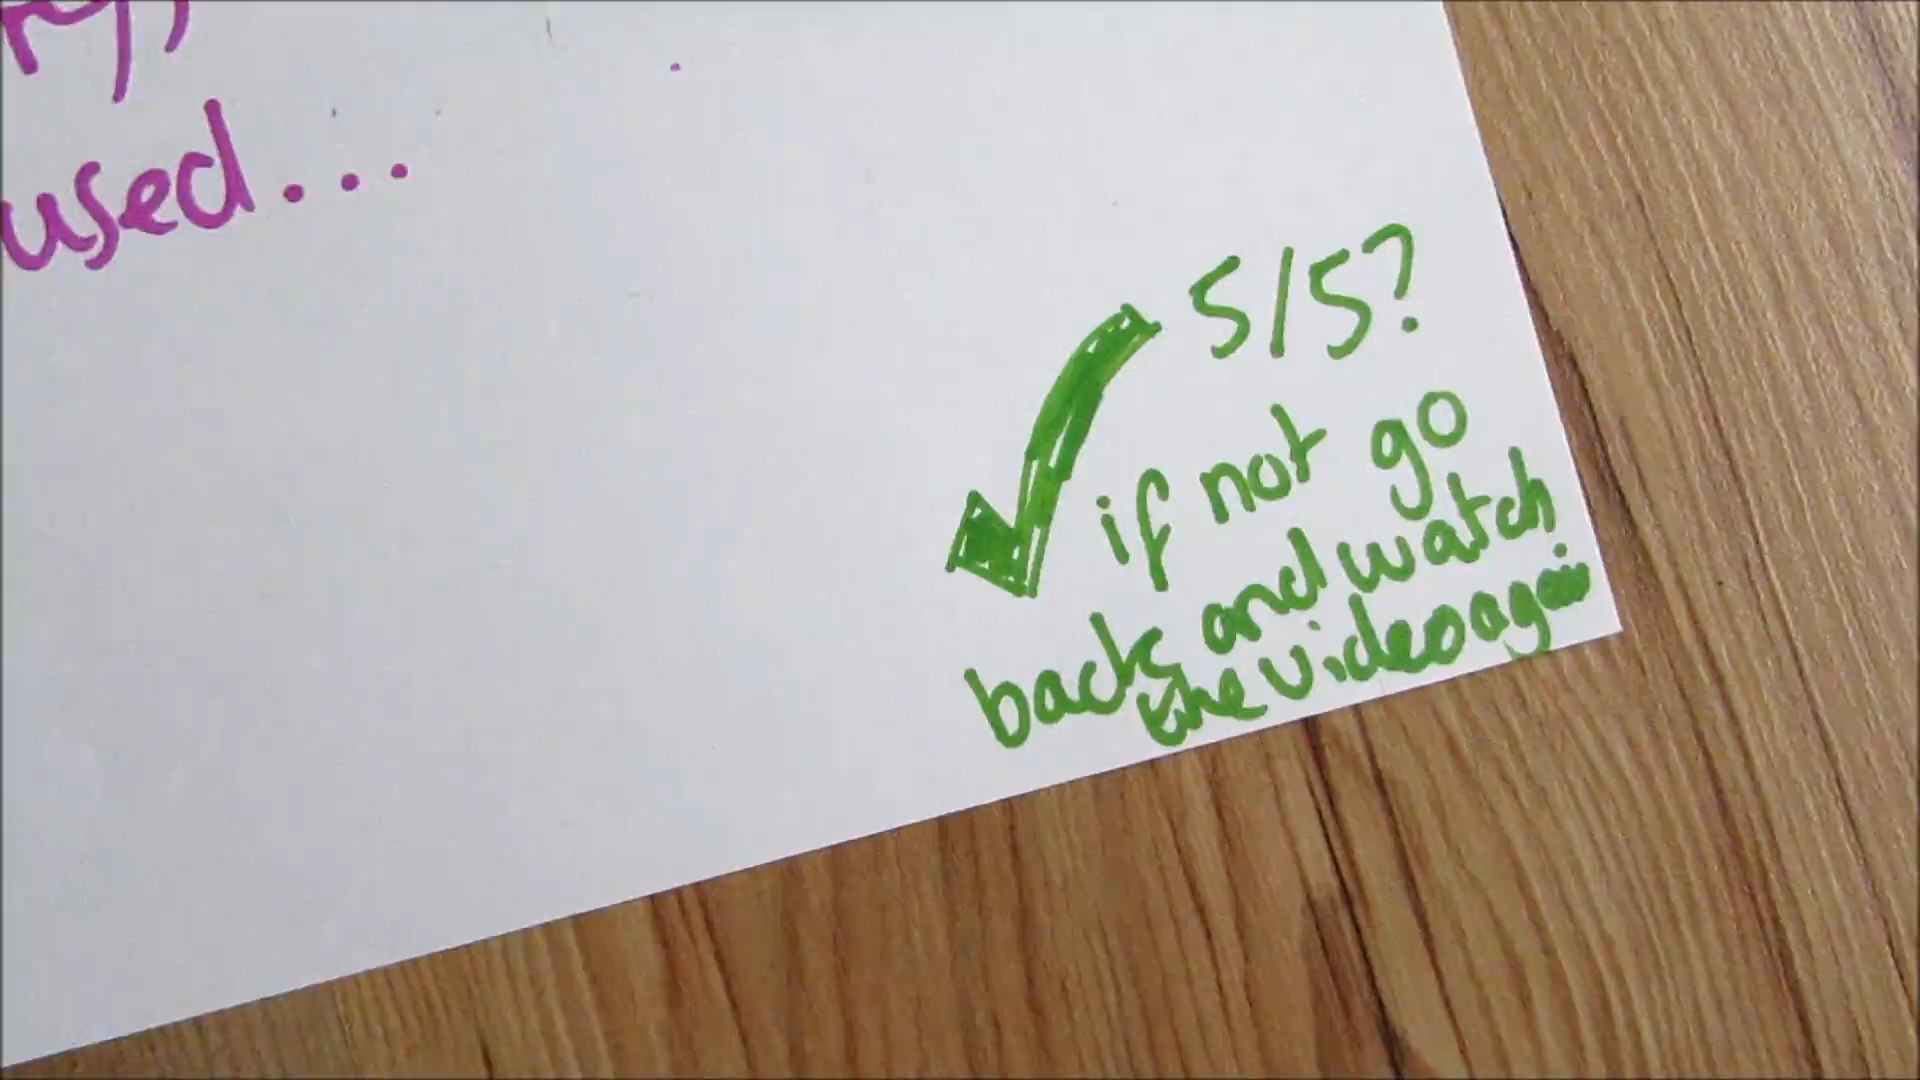 used...
5/5?
if not go
back and watch
the video again